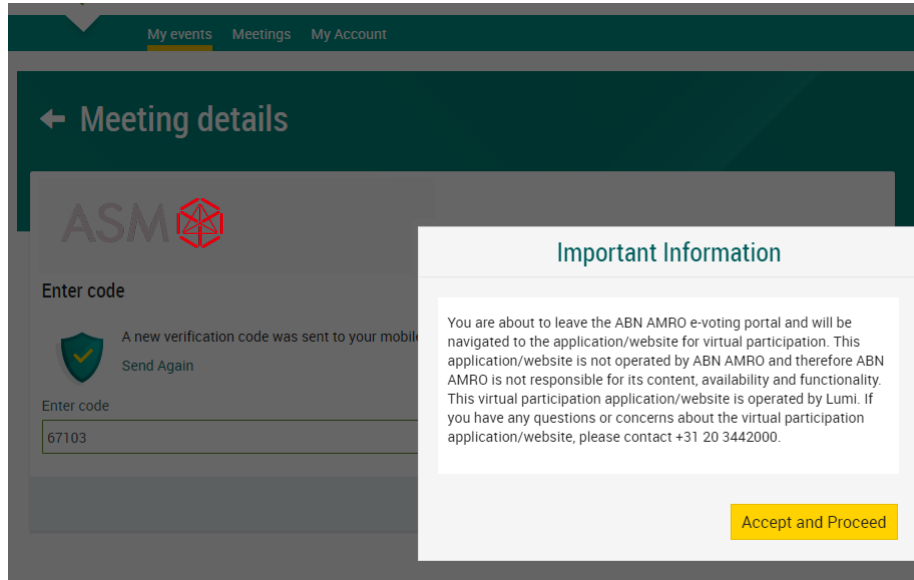 My events Meetings My Account
Meeting details
ASM
Enter code
A new verification code was sent to your mobile
Send Again
Enter code
67103
Important Information
You are about to leave the ABN AMRO e-voting portal and will be
navigated to the application/website for virtual participation. This
application/website is not operated by ABN AMRO and therefore ABN
AMRO is not responsible for its content, availability and functionality.
This virtual participation application/website is operated by Lumi. If
you have any questions or concerns about the virtual participation
application/website, please contact +31 20 3442000.
Accept and Proceed